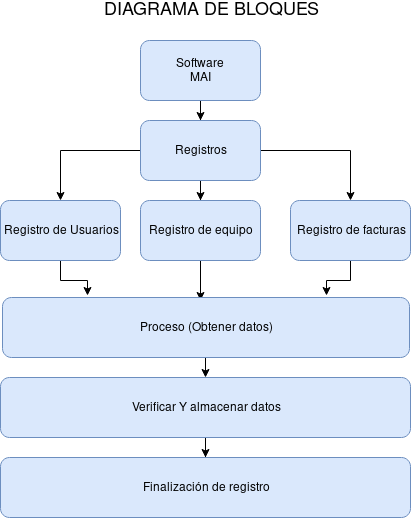 DIAGRAMA DE BLOQUES
Software
MAI
Registros
Registro de Usuarios
Registro de equipo
Registro de facturas
Proceso (Obtener datos)
Verificar Y almacenar datos
Finalización de registro